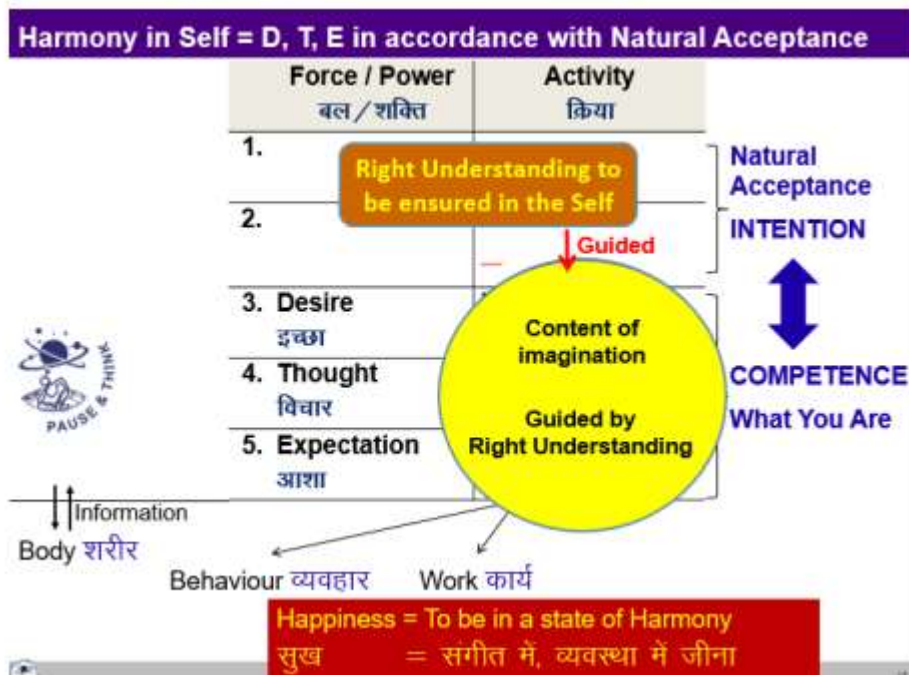 Harmony in Self = D, T, E in accordance with Natural Acceptance
Force / Power
बल / शक्ति
Activity
क्रिया
1.
Right Understanding to
be ensured in the Self
Natural
Acceptance
2.
INTENTION
Guided
3. Desire
इच्छा
Content of
imagination
4. Thought
विचार
COMPETENCE
What You Are
Guided by
Right Understanding
5. Expectation
आशा
PAUSE & THINK
Information
Body शरीर
Behaviour व्यवहार
Work कार्य
Happiness = To be in a state of Harmony
सुख = संगीत में, व्यवस्था में जीना